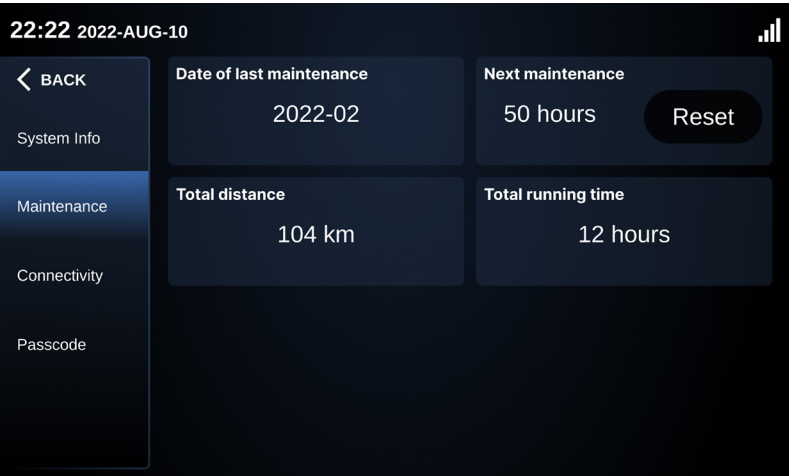 22:22 2022-AUG-10
BACK
System Info
Maintenance
Connectivity
Passcode
Date of last maintenance
2022-02
Next maintenance
50 hours
Reset
Total distance
104 km
Total running time
12 hours